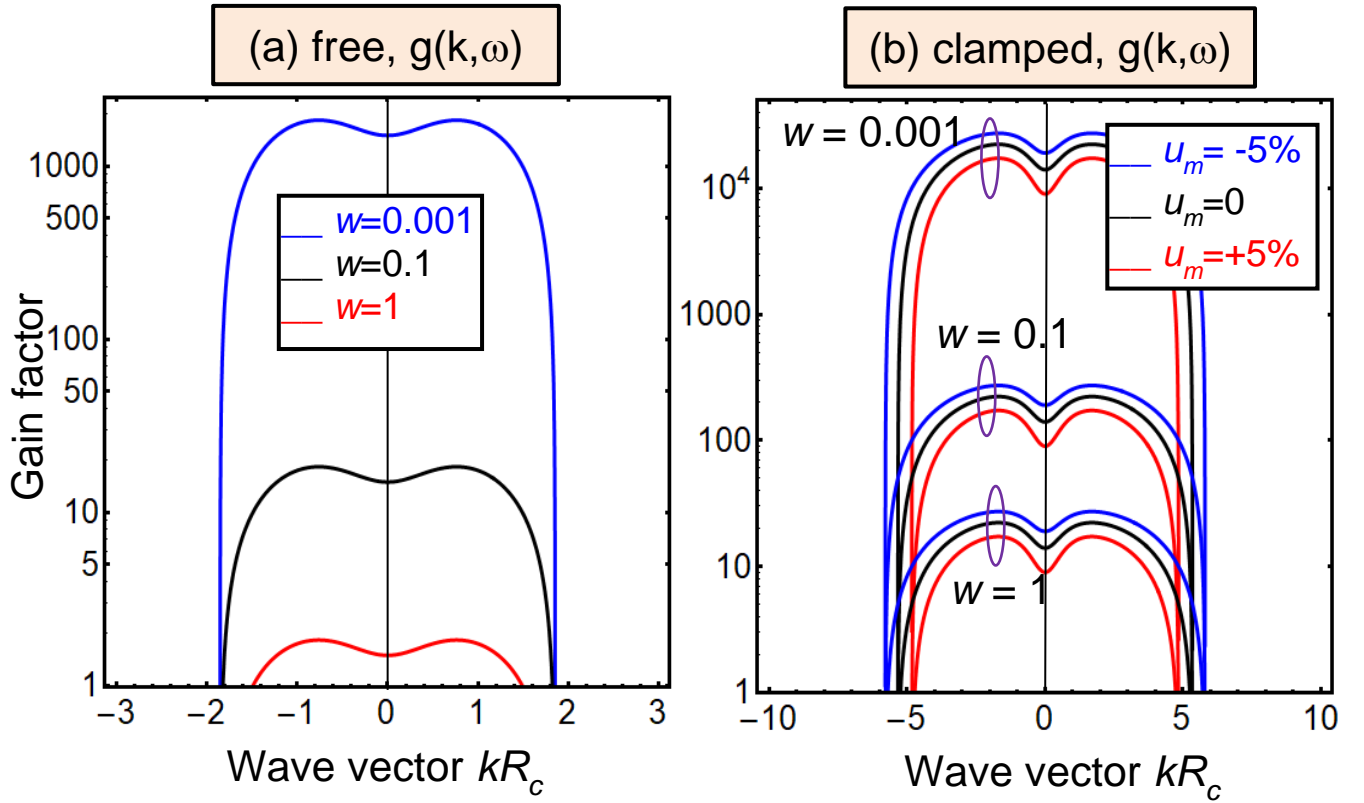 (a) free, g(k,ω)
1000
500
100
50
10
5
1
Gain factor
w=0.001
w=0.1
w=1
−3 −2 −1 0 1 2 3
Wave vector kR_c
(b) clamped, g(k,ω)
10⁴
1000
100
10
1
w = 0.001
w = 0.1
w = 1
u_m= -5%
u_m=0
u_m=+5%
−10 −5 0 5 10
Wave vector kR_c